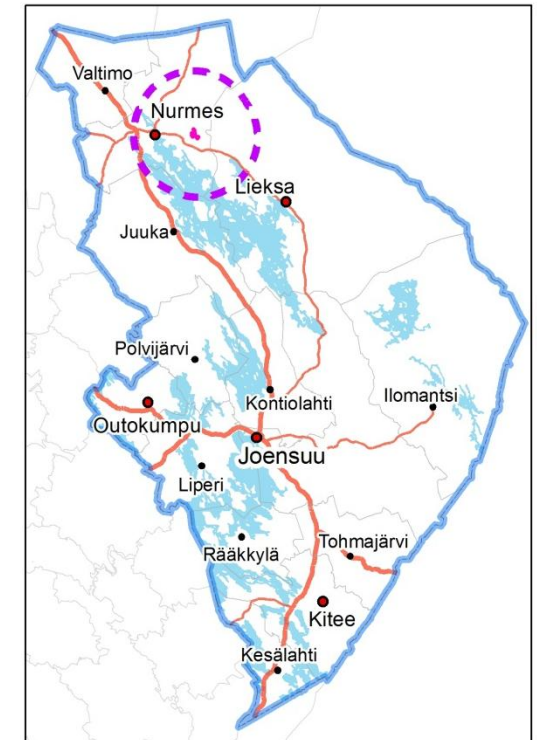 Valtimo
Nurmes
Lieksa
Juuka
Polvijärvi
Kontiolahti
Ilomantsi
Outokumpu
Joensuu
Liperi
Rääkkylä
Tohmajärvi
Kitee
Kesälahti